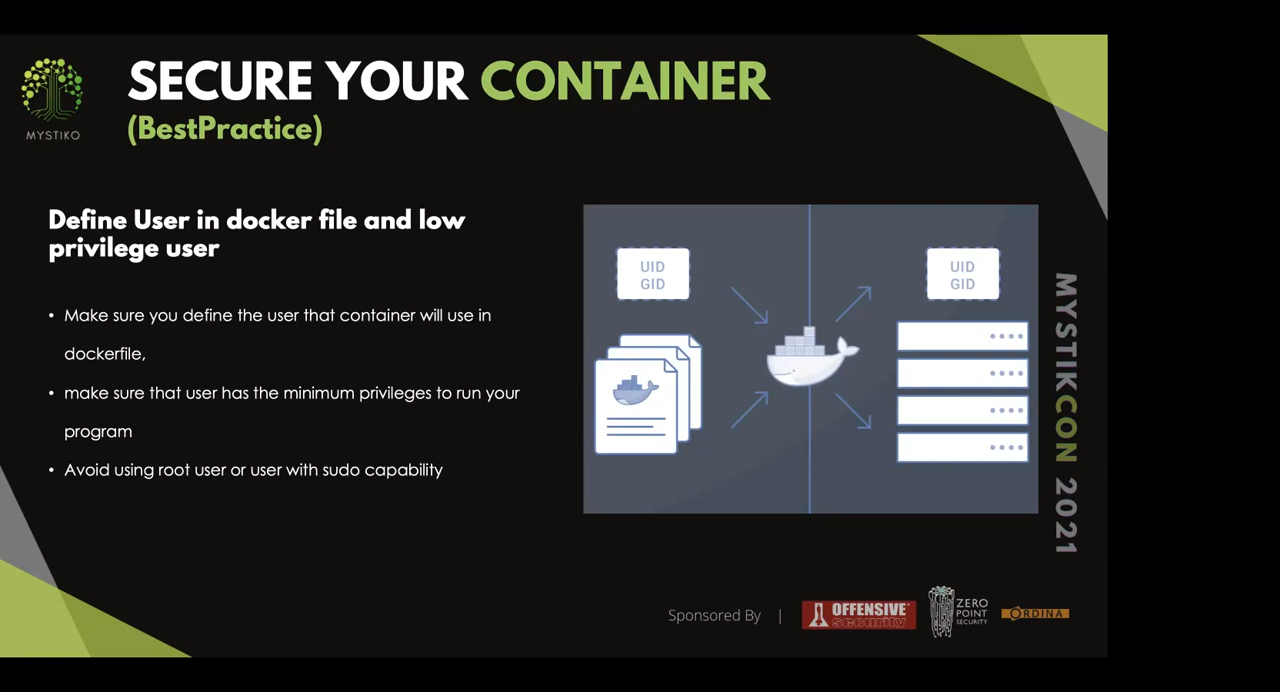 SECURE YOUR CONTAINER
(BestPractice)
MYSTIKO
Define User in docker file and low
privilege user
• Make sure you define the user that container will use in
dockerfile,
• make sure that user has the minimum privileges to run your
program
• Avoid using root user or user with sudo capability
UID
GID
UID
GID
MYSTIKCON 2021
Sponsored By |
OFFENSIVE
security
ZERO
POINT
SECURITY
ORDINA